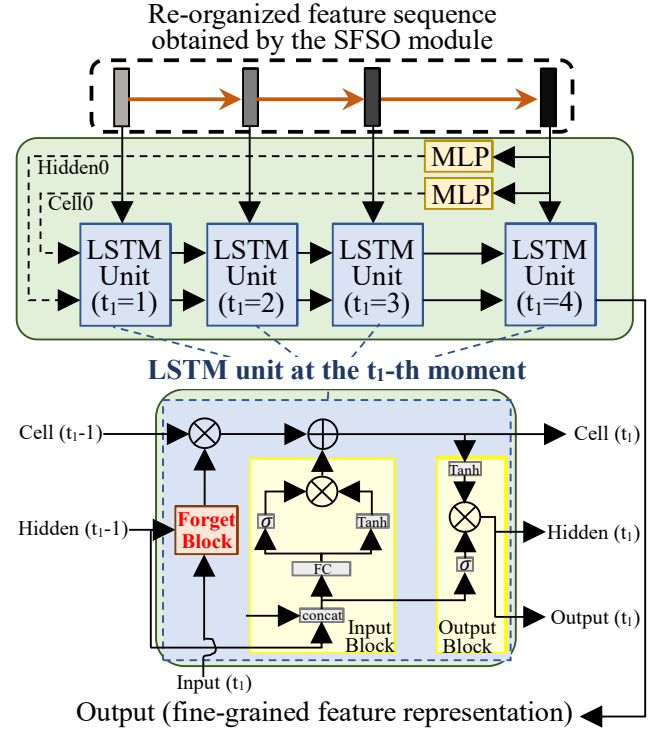 Re-organized feature sequence
obtained by the SFSO module
Hidden0
MLP
Cell0
MLP
LSTM
Unit
(t₁=1)
LSTM
Unit
(t₁=2)
LSTM
Unit
(t₁=3)
LSTM
Unit
(t₁=4)
LSTM unit at the t₁-th moment
Cell (t₁-1)
Cell (t₁)
Tanh
Hidden (t₁-1)
Forget
Block
σ
Tanh
Hidden (t₁)
FC
σ
concat
Input
Block
Output
Block
Output (t₁)
Input (t₁)
Output (fine-grained feature representation)